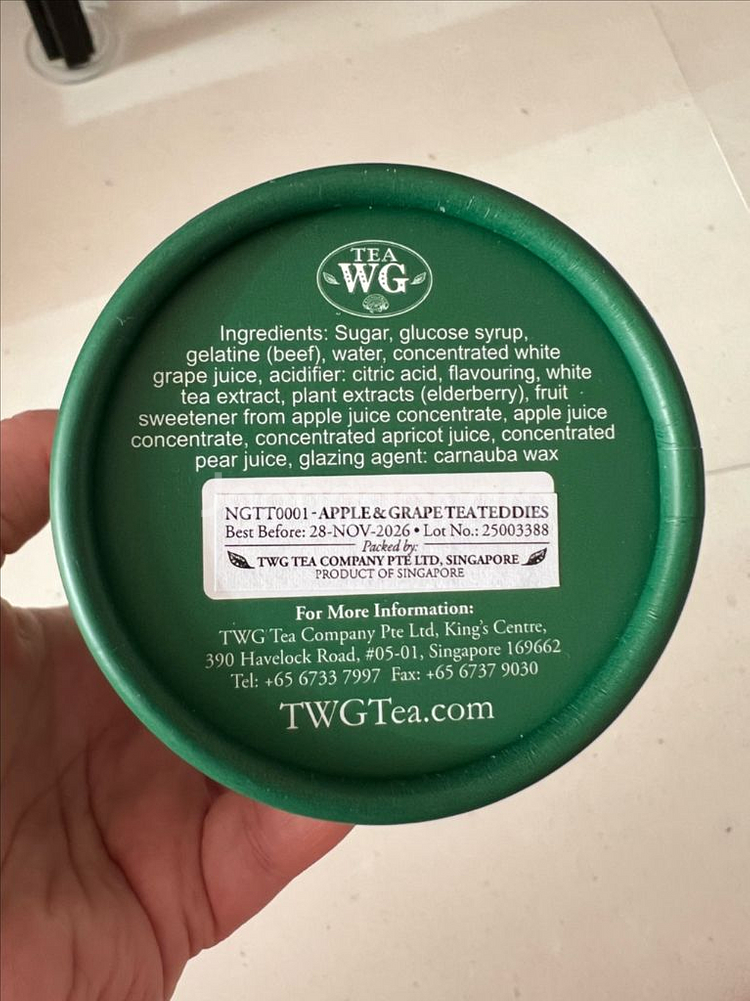 TEA
WG
Ingredients: Sugar, glucose syrup,
gelatine (beef), water, concentrated white
grape juice, acidifier: citric acid, flavouring, white
tea extract, plant extracts (elderberry), fruit
sweetener from apple juice concentrate, apple juice
concentrate, concentrated apricot juice, concentrated
pear juice, glazing agent: carnauba wax
NGTT0001 - APPLE & GRAPE TEA TEDDIES
Best Before: 28-NOV-2026 • Lot No.: 25003388
Packed by:
TWG TEA COMPANY PTE LTD, SINGAPORE
PRODUCT OF SINGAPORE
For More Information:
TWG Tea Company Pte Ltd, King's Centre,
390 Havelock Road, #05-01, Singapore 169662
Tel: +65 6733 7997 Fax: +65 6737 9030
TWGTea.com